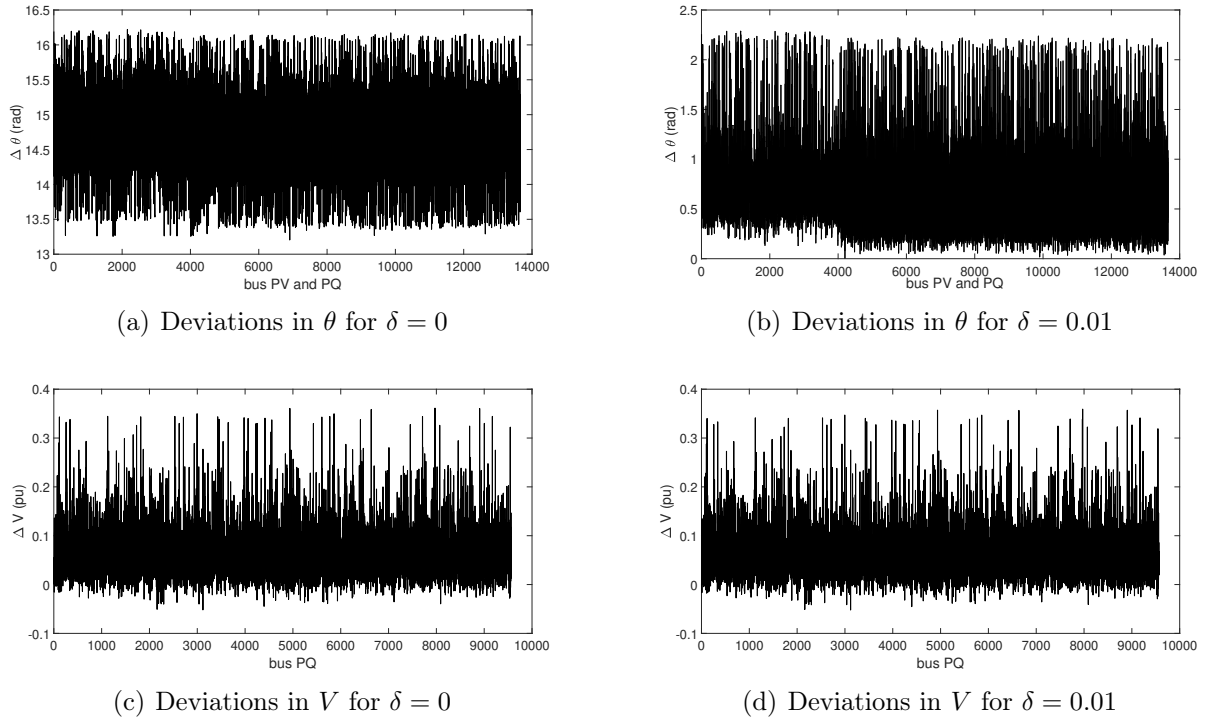 16.5
16
15.5
15
14.5
14
13.5
13
Δ θ (rad)
0 2000 4000 6000 8000 10000 12000 14000
bus PV and PQ
(a) Deviations in θ for δ = 0
2.5
2
1.5
1
0.5
0
Δ θ (rad)
0 2000 4000 6000 8000 10000 12000 14000
bus PV and PQ
(b) Deviations in θ for δ = 0.01
0.4
0.3
0.2
0.1
0
-0.1
Δ V (pu)
0 1000 2000 3000 4000 5000 6000 7000 8000 9000 10000
bus PQ
(c) Deviations in V for δ = 0
0.4
0.3
0.2
0.1
0
-0.1
Δ V (pu)
0 1000 2000 3000 4000 5000 6000 7000 8000 9000 10000
bus PQ
(d) Deviations in V for δ = 0.01